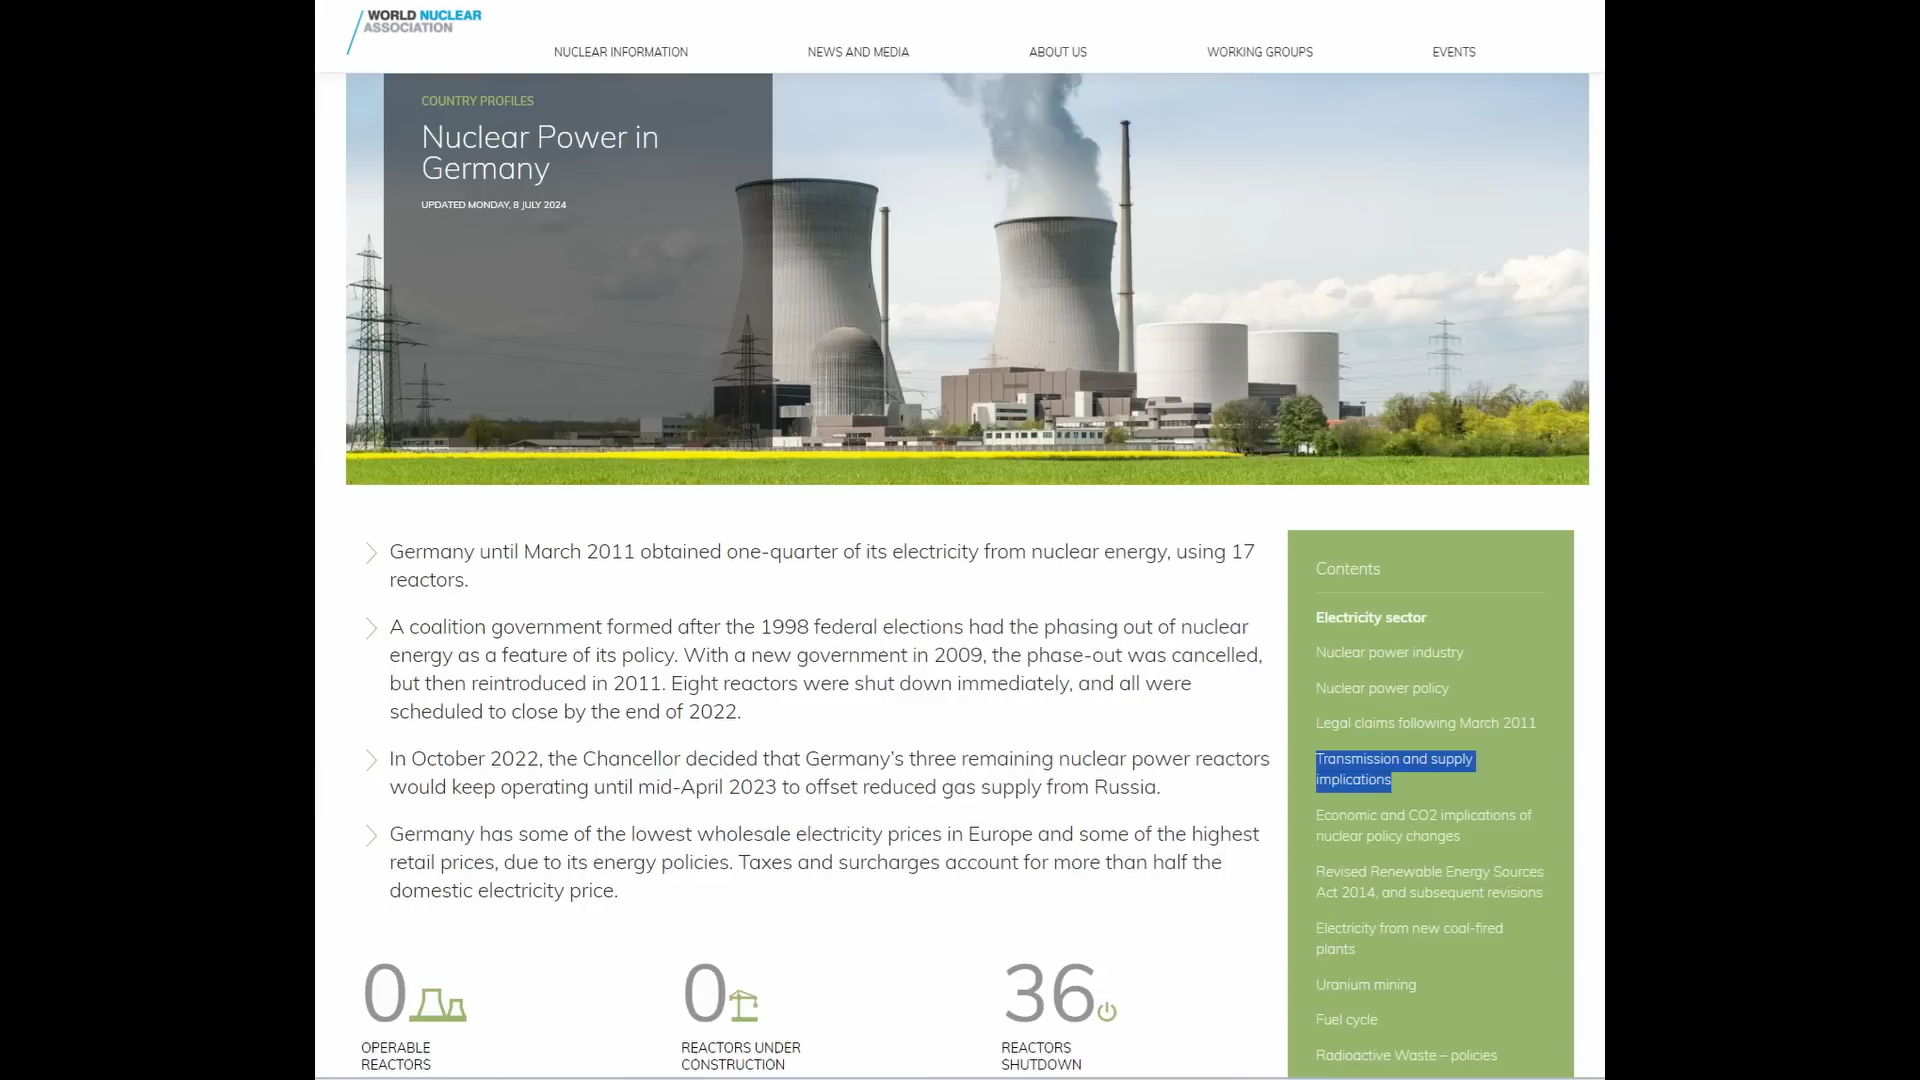 WORLD NUCLEAR
ASSOCIATION
NUCLEAR INFORMATION
NEWS AND MEDIA
ABOUT US
WORKING GROUPS
EVENTS
COUNTRY PROFILES
Nuclear Power in
Germany
UPDATED MONDAY, 8 JULY 2024
Germany until March 2011 obtained one-quarter of its electricity from nuclear energy, using 17
reactors.
A coalition government formed after the 1998 federal elections had the phasing out of nuclear
energy as a feature of its policy. With a new government in 2009, the phase-out was cancelled,
but then reintroduced in 2011. Eight reactors were shut down immediately, and all were
scheduled to close by the end of 2022.
In October 2022, the Chancellor decided that Germany's three remaining nuclear power reactors
would keep operating until mid-April 2023 to offset reduced gas supply from Russia.
Germany has some of the lowest wholesale electricity prices in Europe and some of the highest
retail prices, due to its energy policies. Taxes and surcharges account for more than half the
domestic electricity price.
0
OPERABLE
REACTORS
0
REACTORS UNDER
CONSTRUCTION
36
REACTORS
SHUTDOWN
Contents
Electricity sector
Nuclear power industry
Nuclear power policy
Legal claims following March 2011
Transmission and supply
implications
Economic and CO2 implications of
nuclear policy changes
Revised Renewable Energy Sources
Act 2014, and subsequent revisions
Electricity from new coal-fired
plants
Uranium mining
Fuel cycle
Radioactive Waste – policies